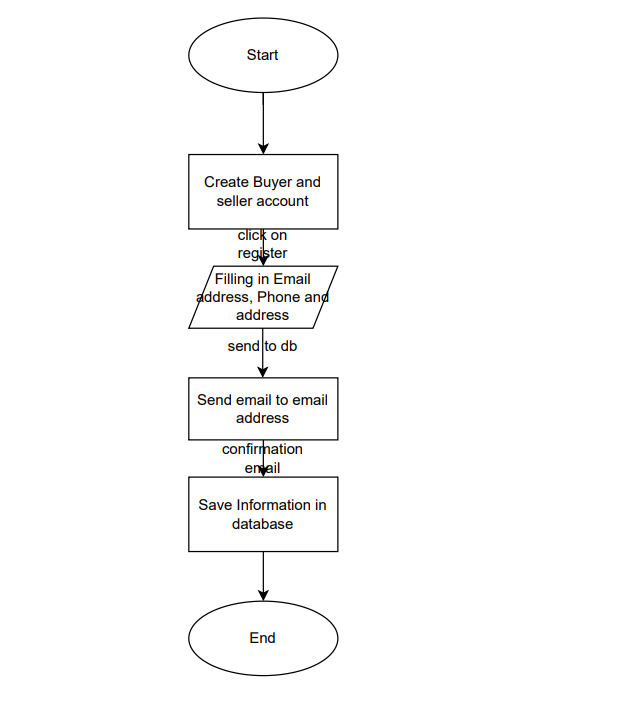 Start
Create Buyer and
seller account
click on
register
Filling in Email
address, Phone and
address
send to db
Send email to email
address
confirmation
email
Save Information in
database
End